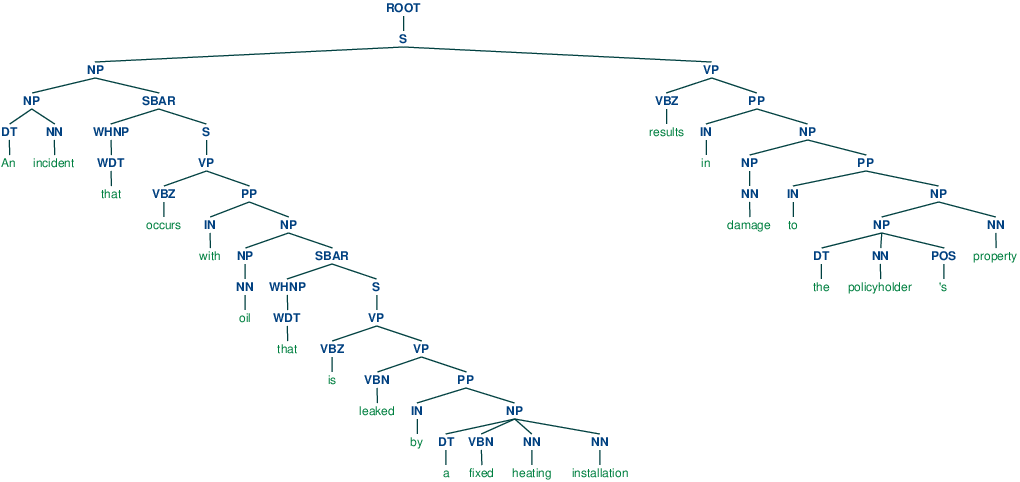 ROOT
S
NP VP
NP SBAR VBZ PP
DT NN WHNP S results IN NP
An incident WDT VP in NP PP
that VBZ PP NN IN NP
occurs IN NP damage to NP NN
with NP SBAR DT NN POS property
NN WHNP S the policyholder 's
oil WDT VP
that VBZ VP
is VBN PP
leaked IN NP
by DT VBN NN NN
a fixed heating installation